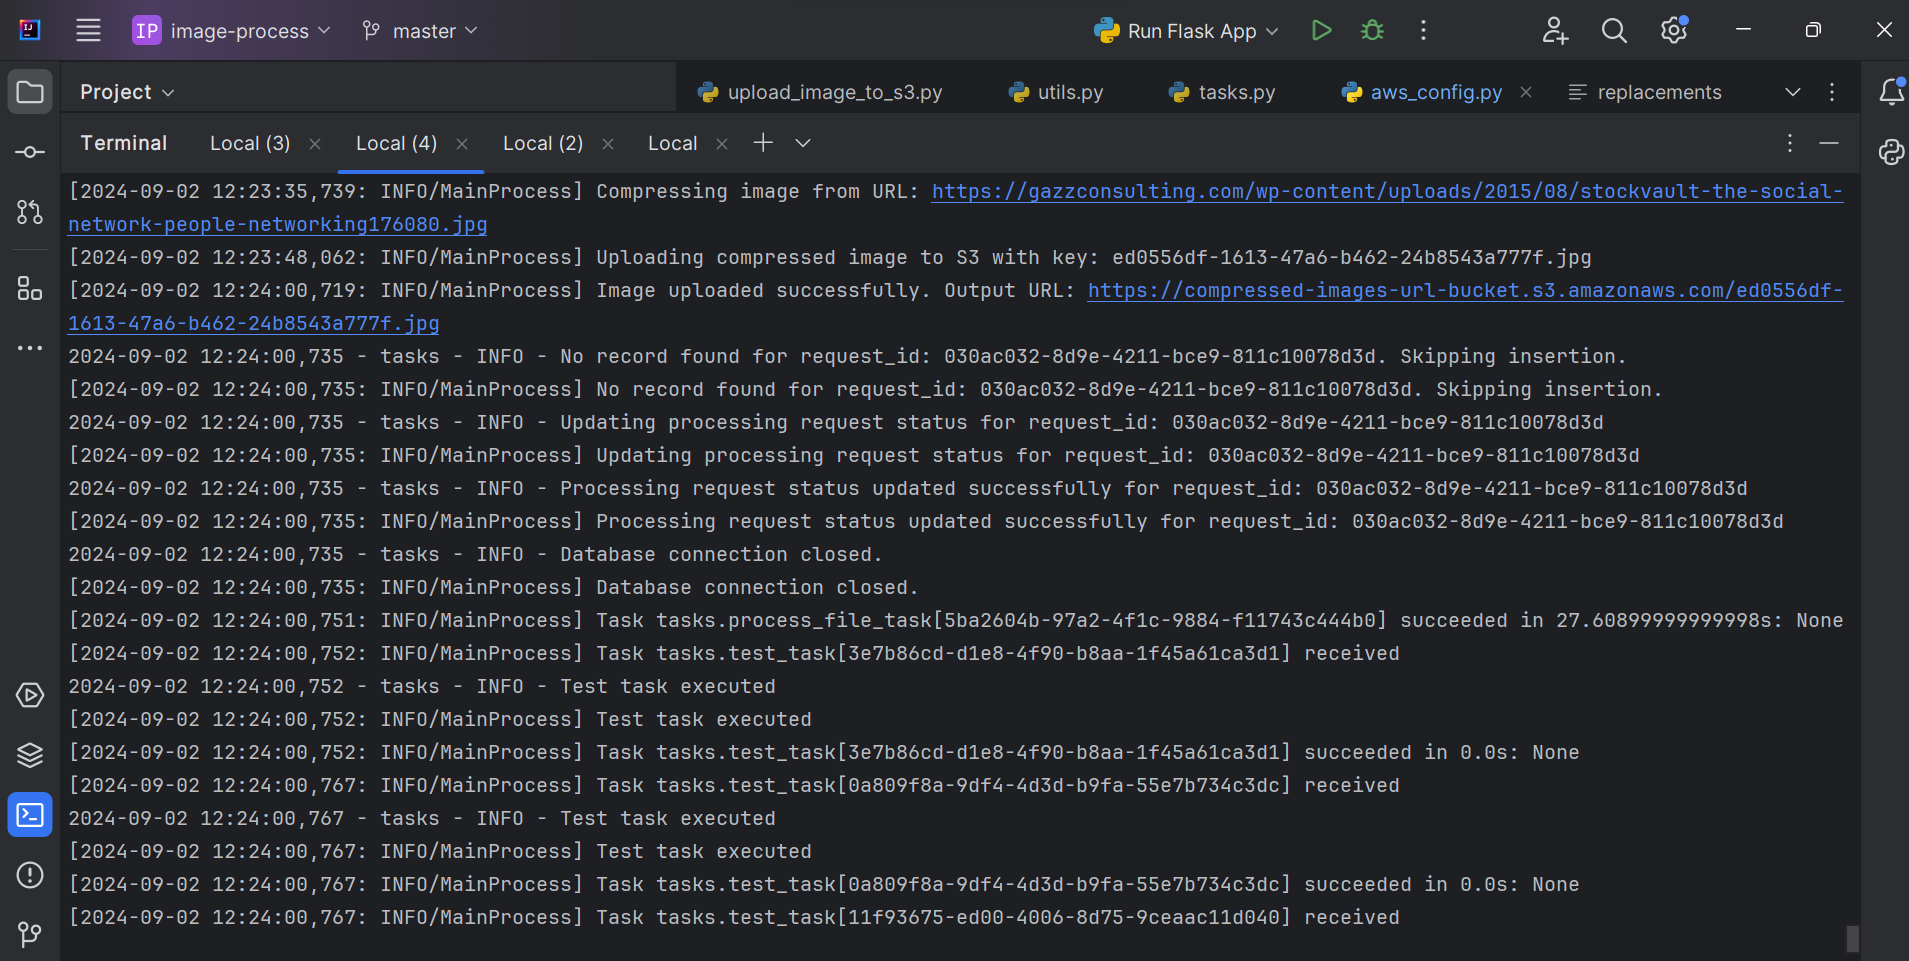 IP image-process master Run Flask App
Project upload_image_to_s3.py utils.py tasks.py aws_config.py replacements
Terminal Local (3) Local (4) Local (2) Local
[2024-09-02 12:23:35,739: INFO/MainProcess] Compressing image from URL: https://gazzconsulting.com/wp-content/uploads/2015/08/stockvault-the-social-
network-people-networking176080.jpg
[2024-09-02 12:23:48,062: INFO/MainProcess] Uploading compressed image to S3 with key: ed0556df-1613-47a6-b462-24b8543a777f.jpg
[2024-09-02 12:24:00,719: INFO/MainProcess] Image uploaded successfully. Output URL: https://compressed-images-url-bucket.s3.amazonaws.com/ed0556df-
1613-47a6-b462-24b8543a777f.jpg
2024-09-02 12:24:00,735 - tasks - INFO - No record found for request_id: 030ac032-8d9e-4211-bce9-811c10078d3d. Skipping insertion.
[2024-09-02 12:24:00,735: INFO/MainProcess] No record found for request_id: 030ac032-8d9e-4211-bce9-811c10078d3d. Skipping insertion.
2024-09-02 12:24:00,735 - tasks - INFO - Updating processing request status for request_id: 030ac032-8d9e-4211-bce9-811c10078d3d
[2024-09-02 12:24:00,735: INFO/MainProcess] Updating processing request status for request_id: 030ac032-8d9e-4211-bce9-811c10078d3d
2024-09-02 12:24:00,735 - tasks - INFO - Processing request status updated successfully for request_id: 030ac032-8d9e-4211-bce9-811c10078d3d
[2024-09-02 12:24:00,735: INFO/MainProcess] Processing request status updated successfully for request_id: 030ac032-8d9e-4211-bce9-811c10078d3d
2024-09-02 12:24:00,735 - tasks - INFO - Database connection closed.
[2024-09-02 12:24:00,735: INFO/MainProcess] Database connection closed.
[2024-09-02 12:24:00,751: INFO/MainProcess] Task tasks.process_file_task[5ba2604b-97a2-4f1c-9884-f11743c444b0] succeeded in 27.60899999999998s: None
[2024-09-02 12:24:00,752: INFO/MainProcess] Task tasks.test_task[3e7b86cd-d1e8-4f90-b8aa-1f45a61ca3d1] received
2024-09-02 12:24:00,752 - tasks - INFO - Test task executed
[2024-09-02 12:24:00,752: INFO/MainProcess] Test task executed
[2024-09-02 12:24:00,752: INFO/MainProcess] Task tasks.test_task[3e7b86cd-d1e8-4f90-b8aa-1f45a61ca3d1] succeeded in 0.0s: None
[2024-09-02 12:24:00,767: INFO/MainProcess] Task tasks.test_task[0a809f8a-9df4-4d3d-b9fa-55e7b734c3dc] received
2024-09-02 12:24:00,767 - tasks - INFO - Test task executed
[2024-09-02 12:24:00,767: INFO/MainProcess] Test task executed
[2024-09-02 12:24:00,767: INFO/MainProcess] Task tasks.test_task[0a809f8a-9df4-4d3d-b9fa-55e7b734c3dc] succeeded in 0.0s: None
[2024-09-02 12:24:00,767: INFO/MainProcess] Task tasks.test_task[11f93675-ed00-4006-8d75-9ceaac11d040] received